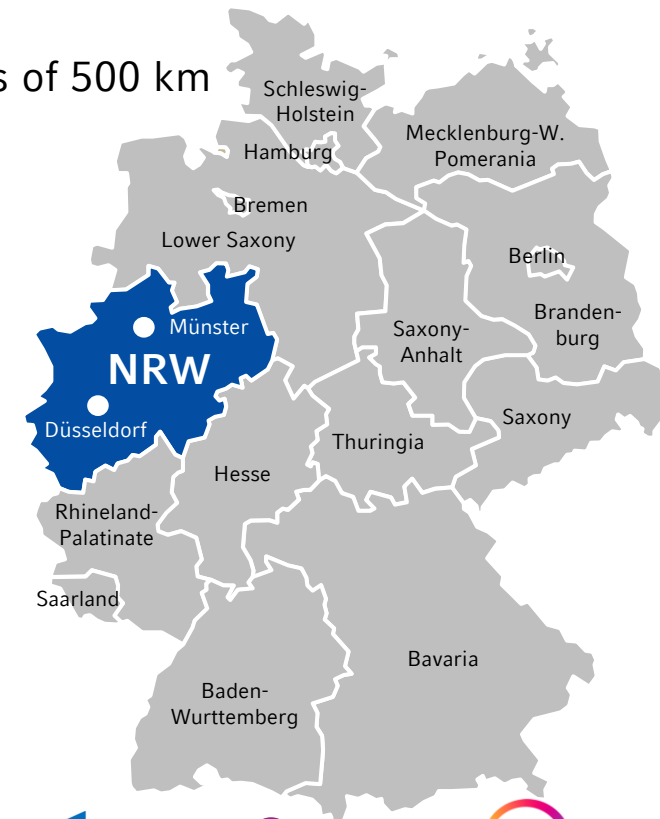 s of 500 km
Schleswig-
Holstein
Mecklenburg-W.
Pomerania
Hamburg
Bremen
Lower Saxony
Berlin
Branden-
burg
Münster
NRW
Saxony-
Anhalt
Düsseldorf
Saxony
Thuringia
Hesse
Rhineland-
Palatinate
Saarland
Bavaria
Baden-
Wurttemberg